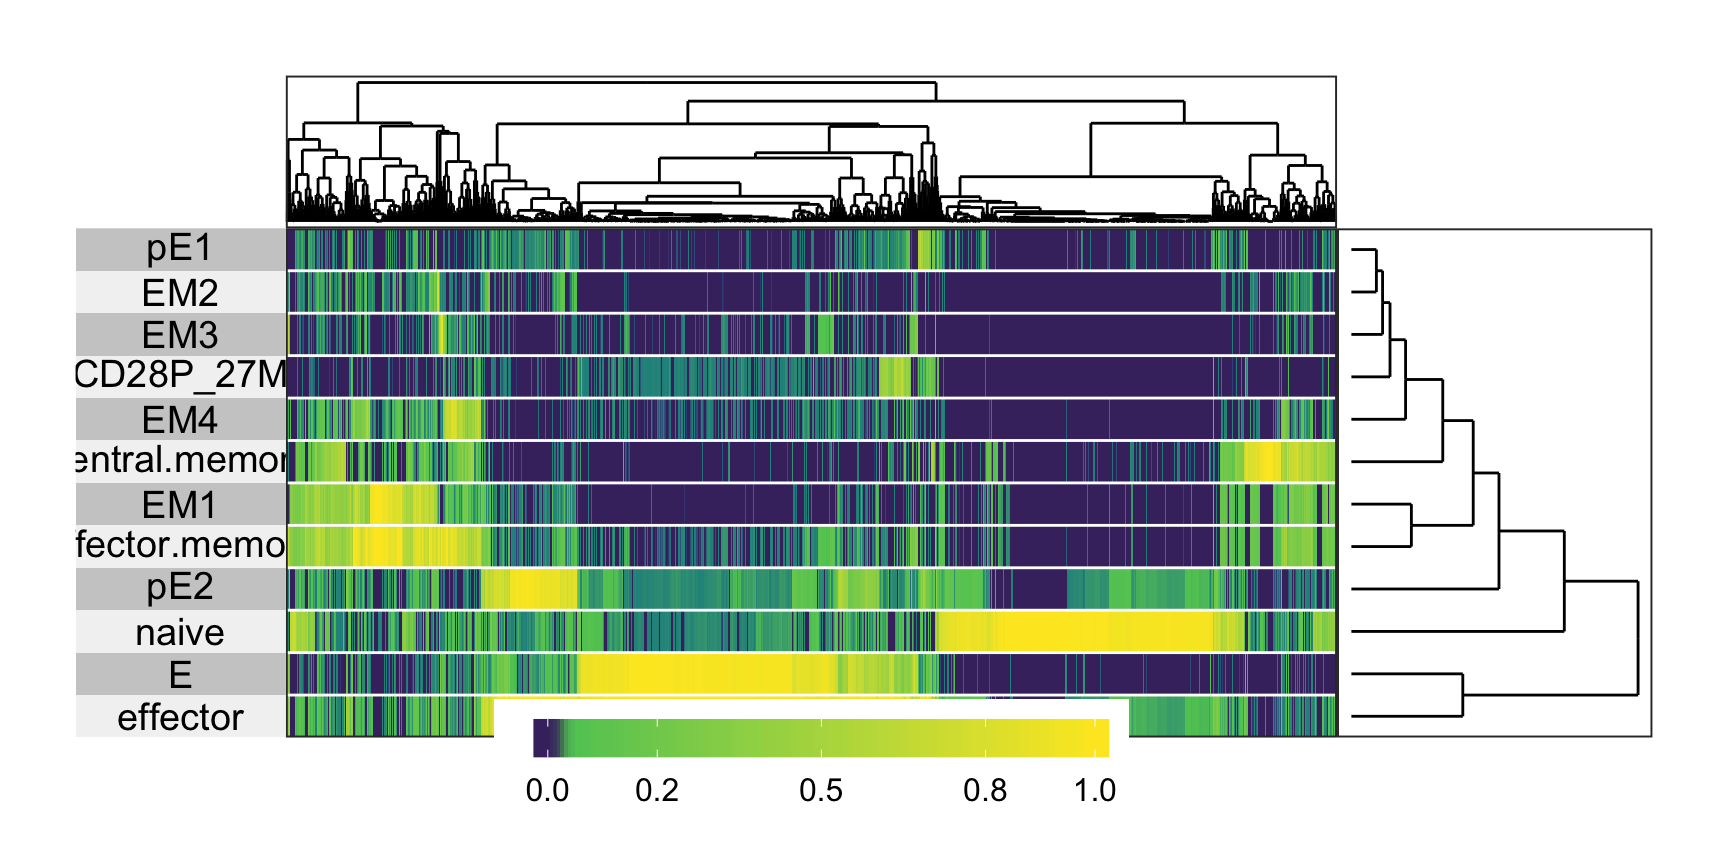 pE1
EM2
EM3
CD28P_27M
EM4
entral.memor
EM1
fector.memo
pE2
naive
E
effector
0.0 0.2 0.5 0.8 1.0